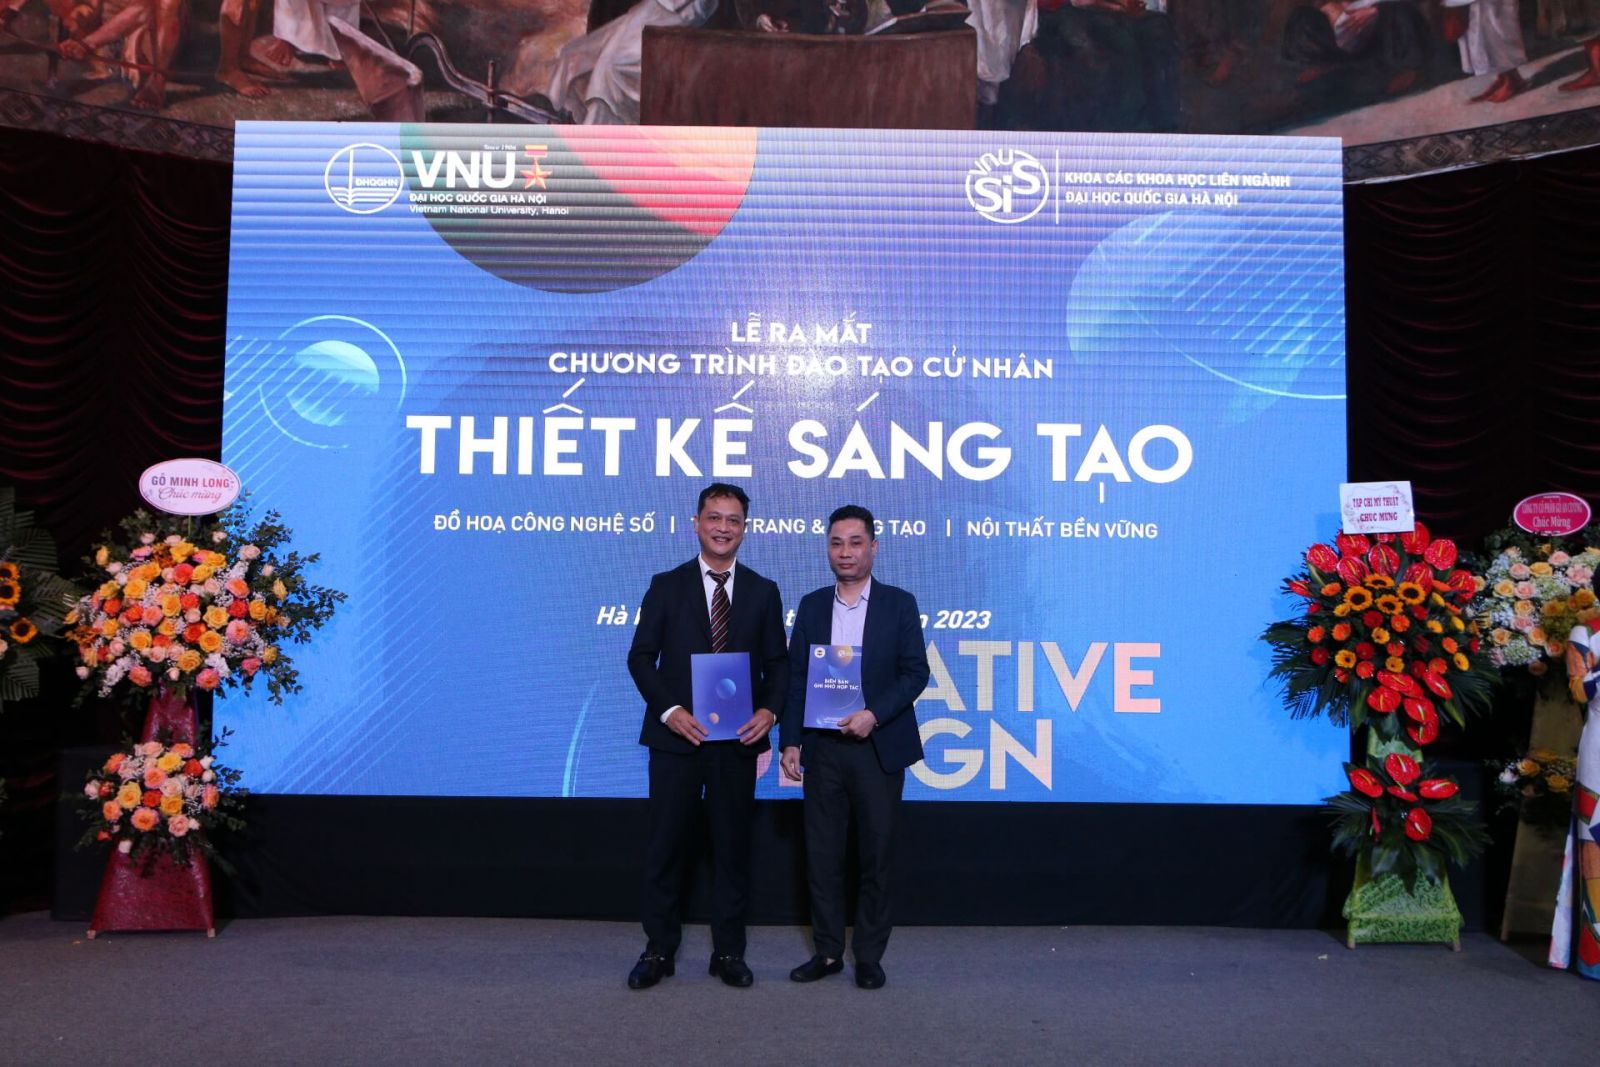 Since 1906
ĐHQGHN
VNU
ĐẠI HỌC QUỐC GIA HÀ NỘI
Vietnam National University, Hanoi
VNU
SiS
KHOA CÁC KHOA HỌC LIÊN NGÀNH
ĐẠI HỌC QUỐC GIA HÀ NỘI
LỄ RA MẮT
CHƯƠNG TRÌNH ĐÀO TẠO CỬ NHÂN
THIẾT KẾ SÁNG TẠO
ĐỒ HOẠ CÔNG NGHỆ SỐ | TRANG & TẠO | NỘI THẤT BỀN VỮNG
Hà 2023
ATIVE
GN
GỖ MINH LONG
Chúc mừng
TẠP CHÍ MỸ THUẬT
CHÚC MỪNG
Chúc Mừng
BIÊN BẢN
GHI NHỚ HỢP TÁC